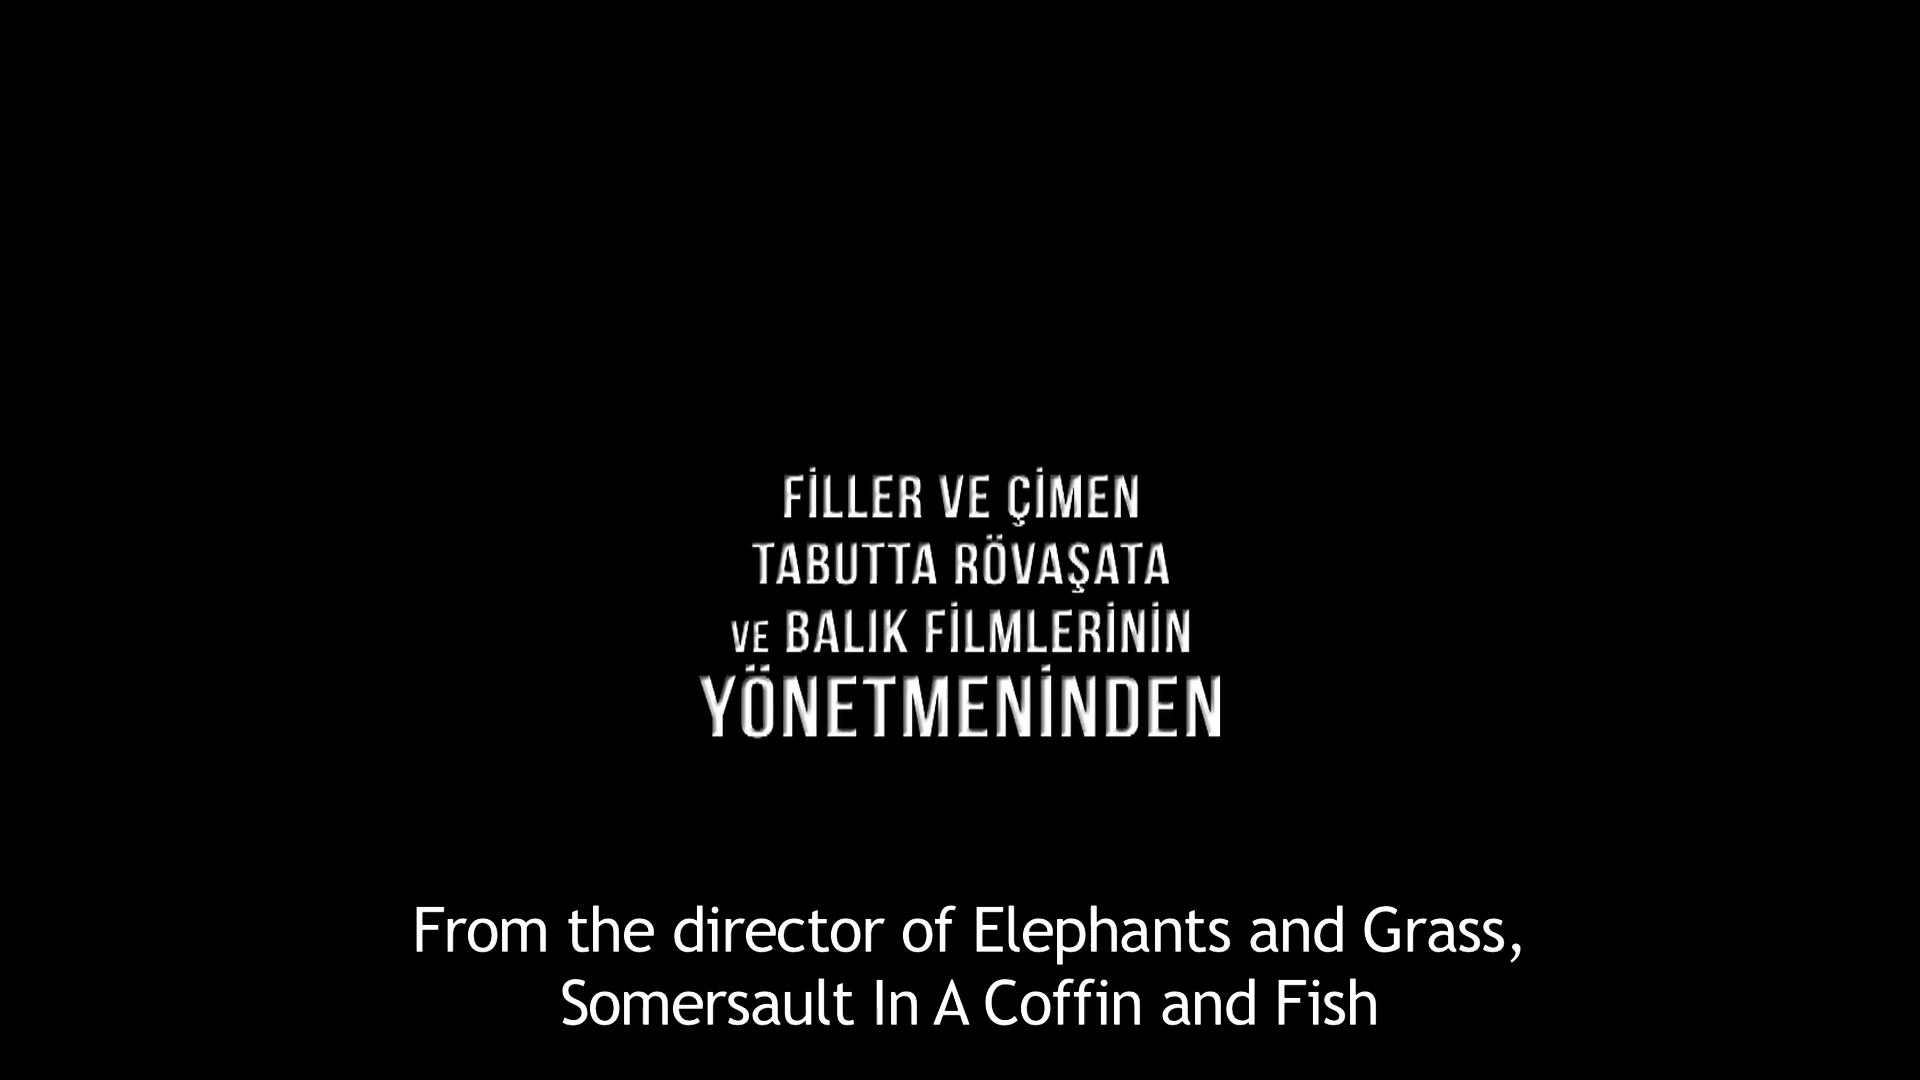 FİLLER VE ÇİMEN
TABUTTA RÖVAŞATA
VE BALIK FİLMLERİNİN
YÖNETMENİNDEN
From the director of Elephants and Grass,
Somersault In A Coffin and Fish